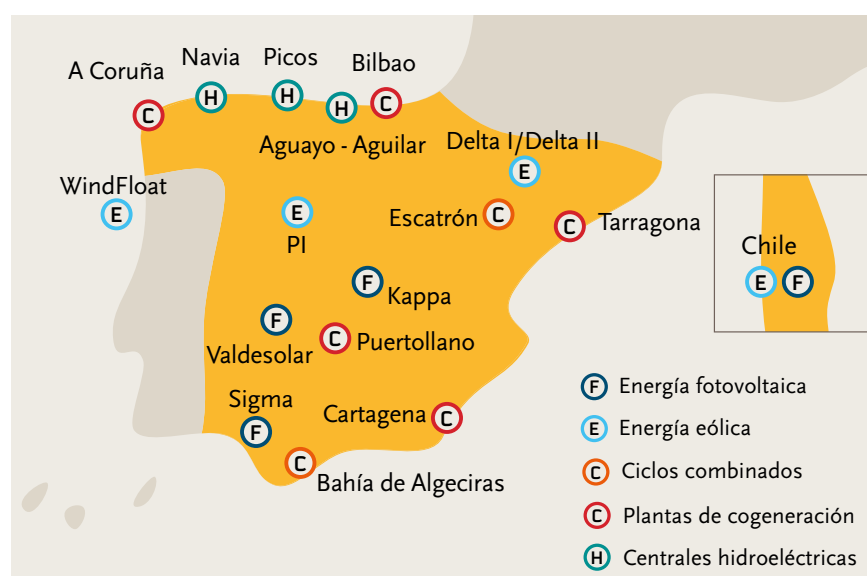 A Coruña
C
Navia
H
Picos
H
Bilbao
C
H
Aguayo - Aguilar
Delta I/Delta II
E
WindFloat
E
E
PI
Escatrón C
C Tarragona
F
Kappa
F
Valdesolar
C Puertollano
Sigma
F
Cartagena C
C
Bahía de Algeciras
Chile
E F
F Energía fotovoltaica
E Energía eólica
C Ciclos combinados
C Plantas de cogeneración
H Centrales hidroeléctricas